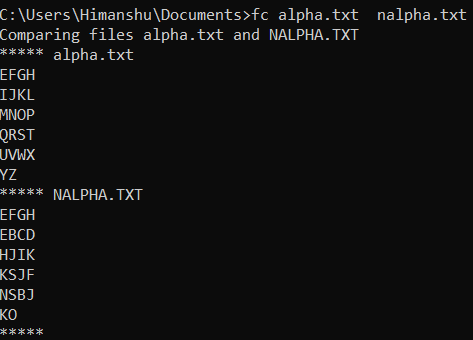 C:\Users\Himanshu\Documents>fc alpha.txt  nalpha.txt
Comparing files alpha.txt and NALPHA.TXT
***** alpha.txt
EFGH
IJKL
MNOP
QRST
UVWX
YZ
***** NALPHA.TXT
EFGH
EBCD
HJIK
KSJF
NSBJ
KO
*****